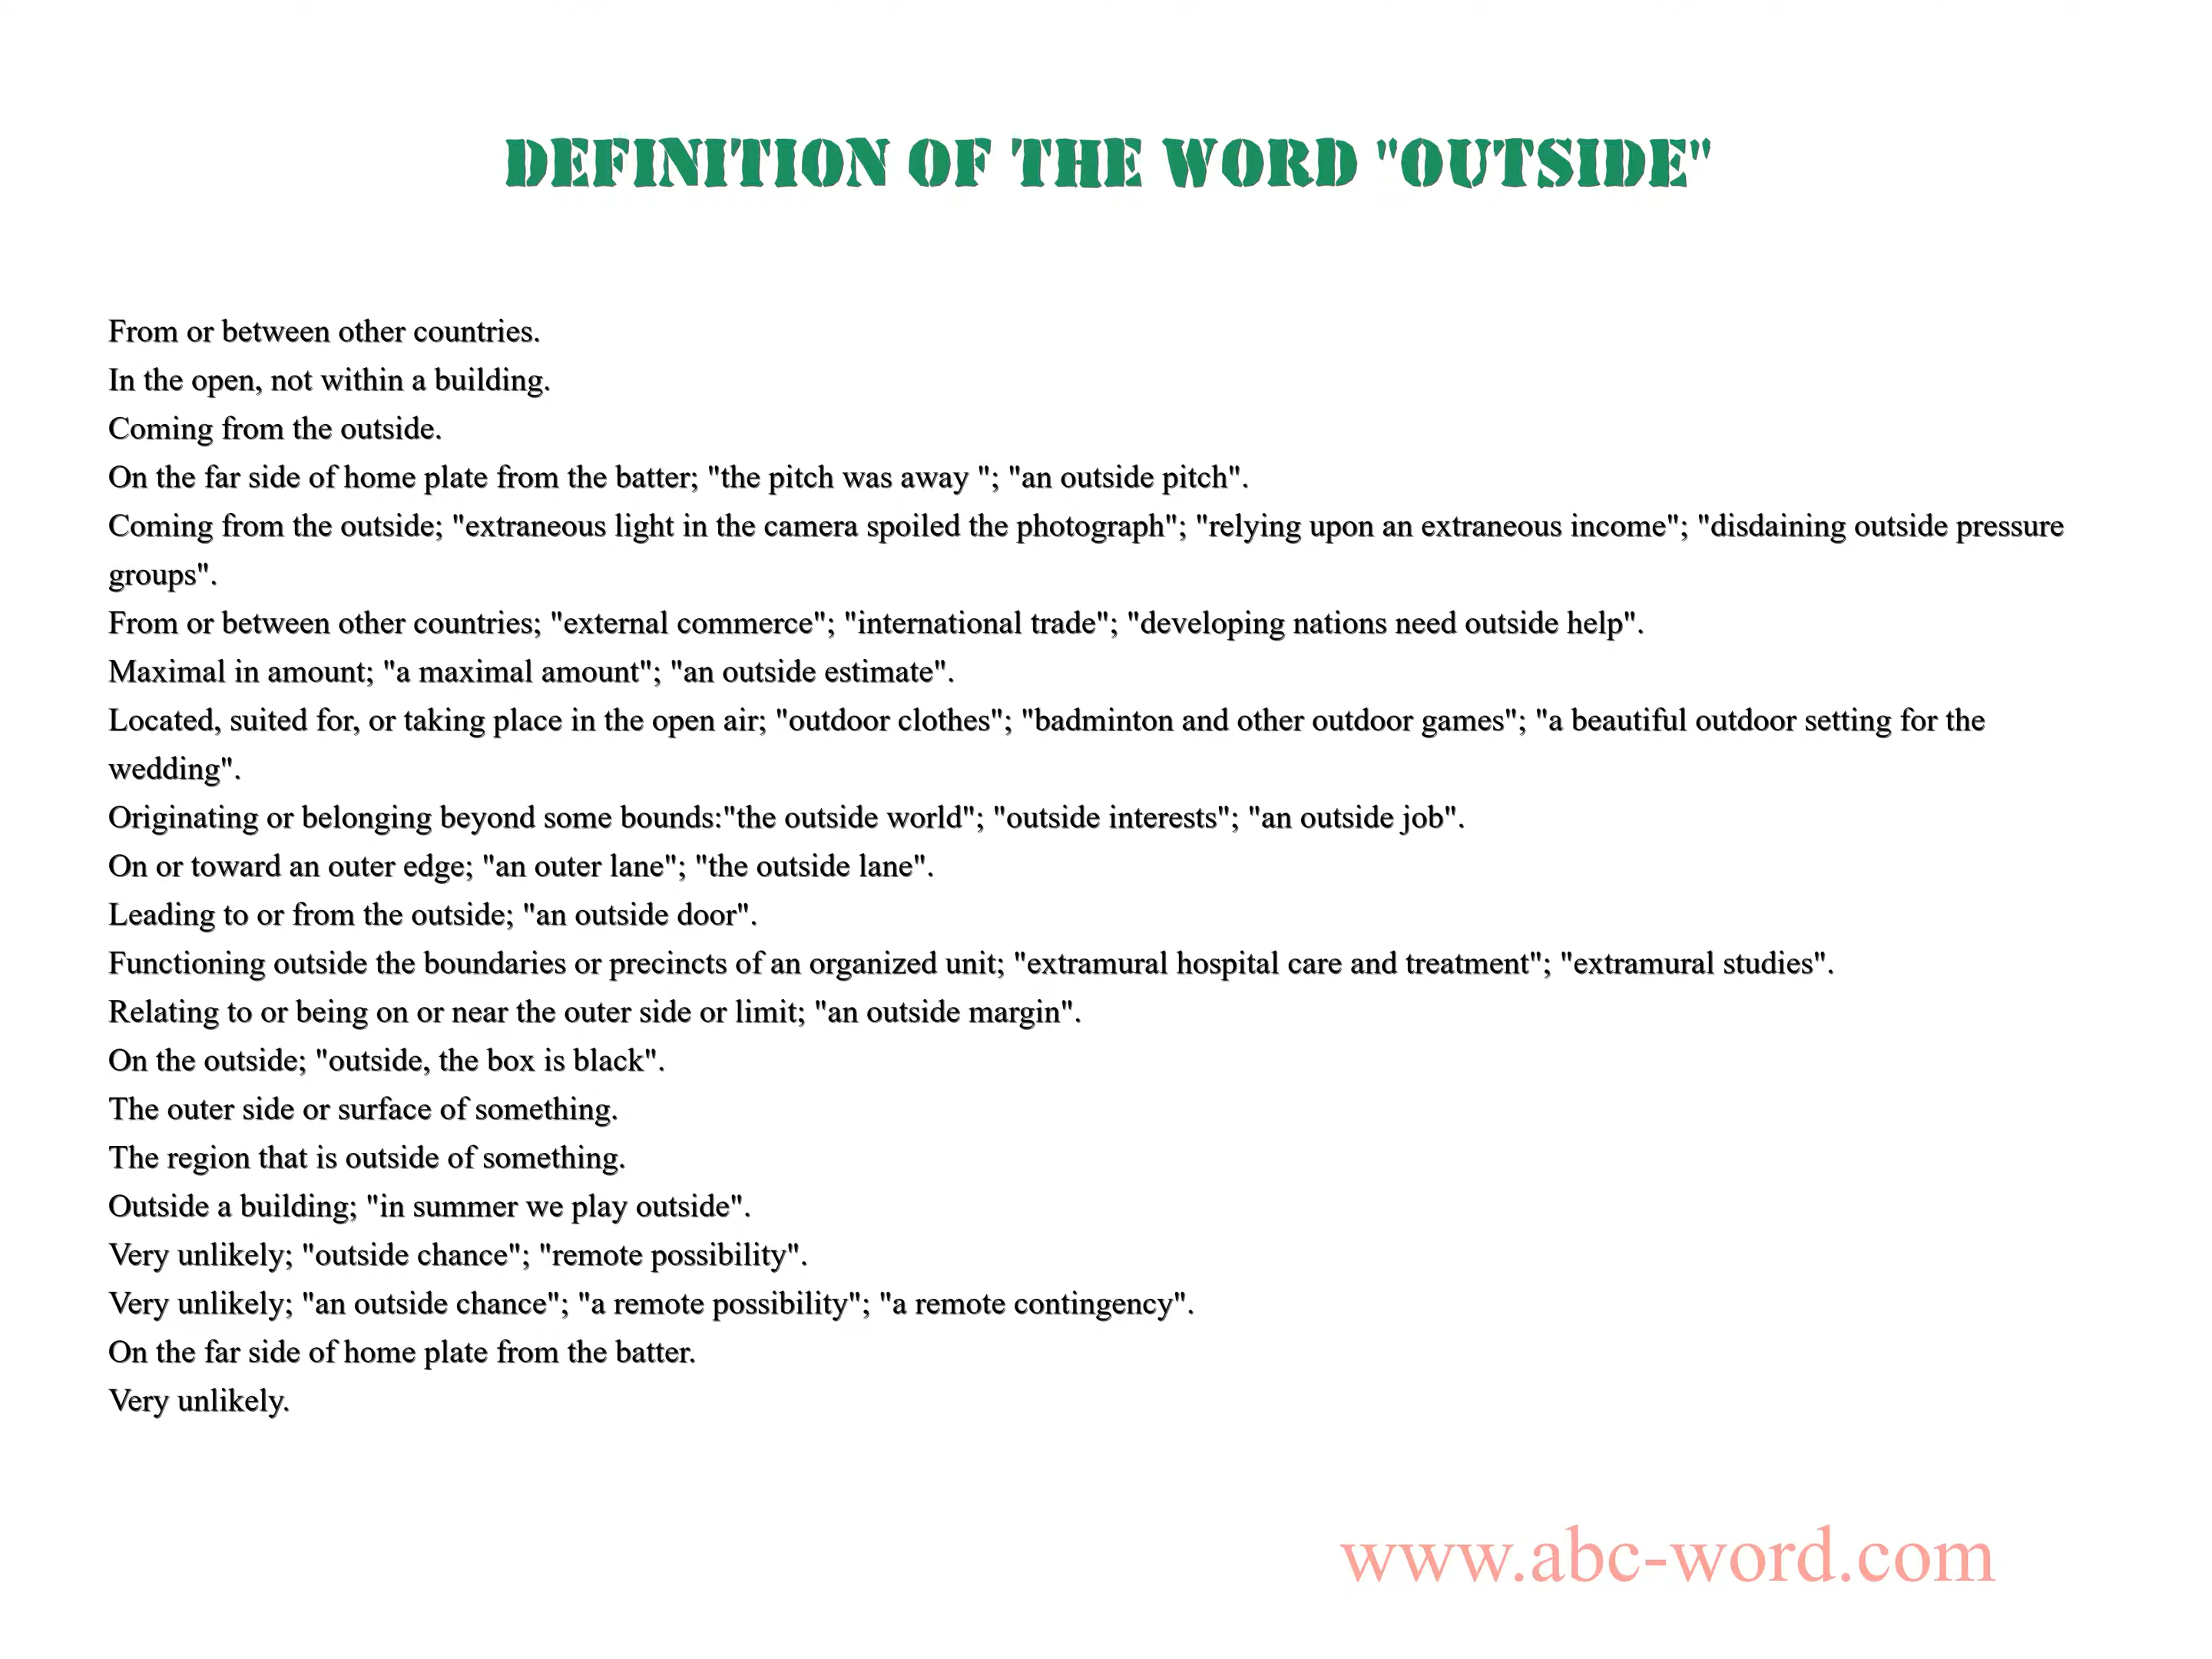 DEFINITION OF THE WORD "OUTSIDE"
From or between other countries.
In the open, not within a building.
Coming from the outside.
On the far side of home plate from the batter; "the pitch was away "; "an outside pitch".
Coming from the outside; "extraneous light in the camera spoiled the photograph"; "relying upon an extraneous income"; "disdaining outside pressure
groups".
From or between other countries; "external commerce"; "international trade"; "developing nations need outside help".
Maximal in amount; "a maximal amount"; "an outside estimate".
Located, suited for, or taking place in the open air; "outdoor clothes"; "badminton and other outdoor games"; "a beautiful outdoor setting for the
wedding".
Originating or belonging beyond some bounds:"the outside world"; "outside interests"; "an outside job".
On or toward an outer edge; "an outer lane"; "the outside lane".
Leading to or from the outside; "an outside door".
Functioning outside the boundaries or precincts of an organized unit; "extramural hospital care and treatment"; "extramural studies".
Relating to or being on or near the outer side or limit; "an outside margin".
On the outside; "outside, the box is black".
The outer side or surface of something.
The region that is outside of something.
Outside a building; "in summer we play outside".
Very unlikely; "outside chance"; "remote possibility".
Very unlikely; "an outside chance"; "a remote possibility"; "a remote contingency".
On the far side of home plate from the batter.
Very unlikely.
www.abc-word.com